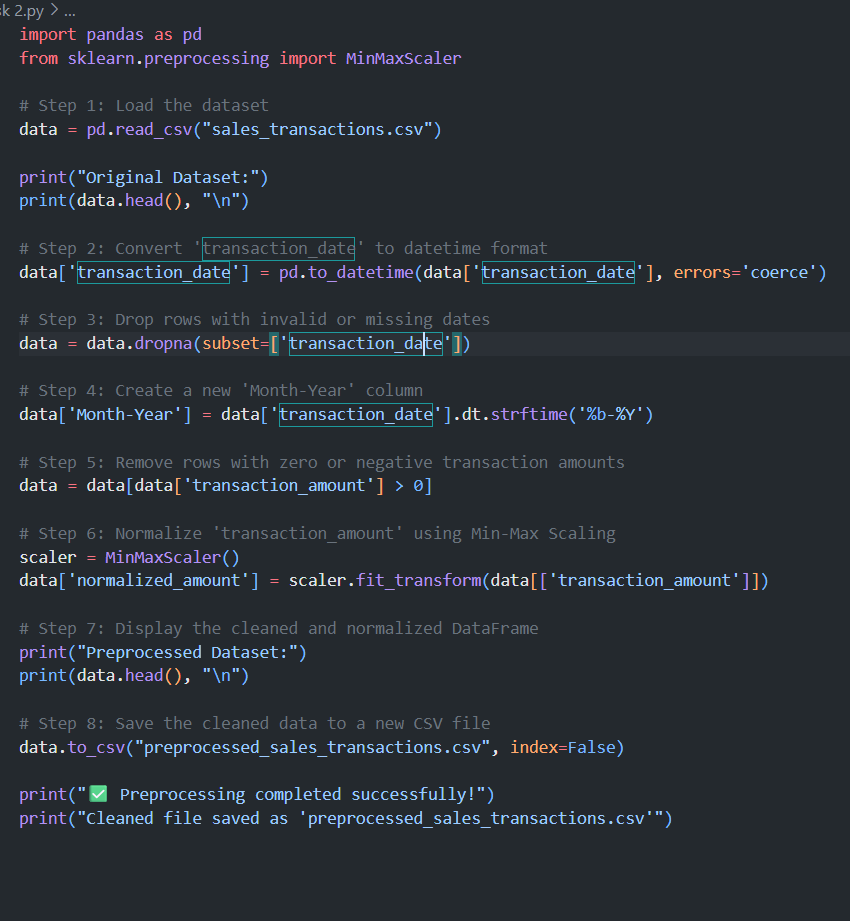 sk 2.py > ...
import pandas as pd
from sklearn.preprocessing import MinMaxScaler
# Step 1: Load the dataset
data = pd.read_csv("sales_transactions.csv")
print("Original Dataset:")
print(data.head(), "\n")
# Step 2: Convert 'transaction_date' to datetime format
data['transaction_date'] = pd.to_datetime(data['transaction_date'], errors='coerce')
# Step 3: Drop rows with invalid or missing dates
data = data.dropna(subset=['transaction_date'])
# Step 4: Create a new 'Month-Year' column
data['Month-Year'] = data['transaction_date'].dt.strftime('%b-%Y')
# Step 5: Remove rows with zero or negative transaction amounts
data = data[data['transaction_amount'] > 0]
# Step 6: Normalize 'transaction_amount' using Min-Max Scaling
scaler = MinMaxScaler()
data['normalized_amount'] = scaler.fit_transform(data[['transaction_amount']])
# Step 7: Display the cleaned and normalized DataFrame
print("Preprocessed Dataset:")
print(data.head(), "\n")
# Step 8: Save the cleaned data to a new CSV file
data.to_csv("preprocessed_sales_transactions.csv", index=False)
print("✅ Preprocessing completed successfully!")
print("Cleaned file saved as 'preprocessed_sales_transactions.csv'")